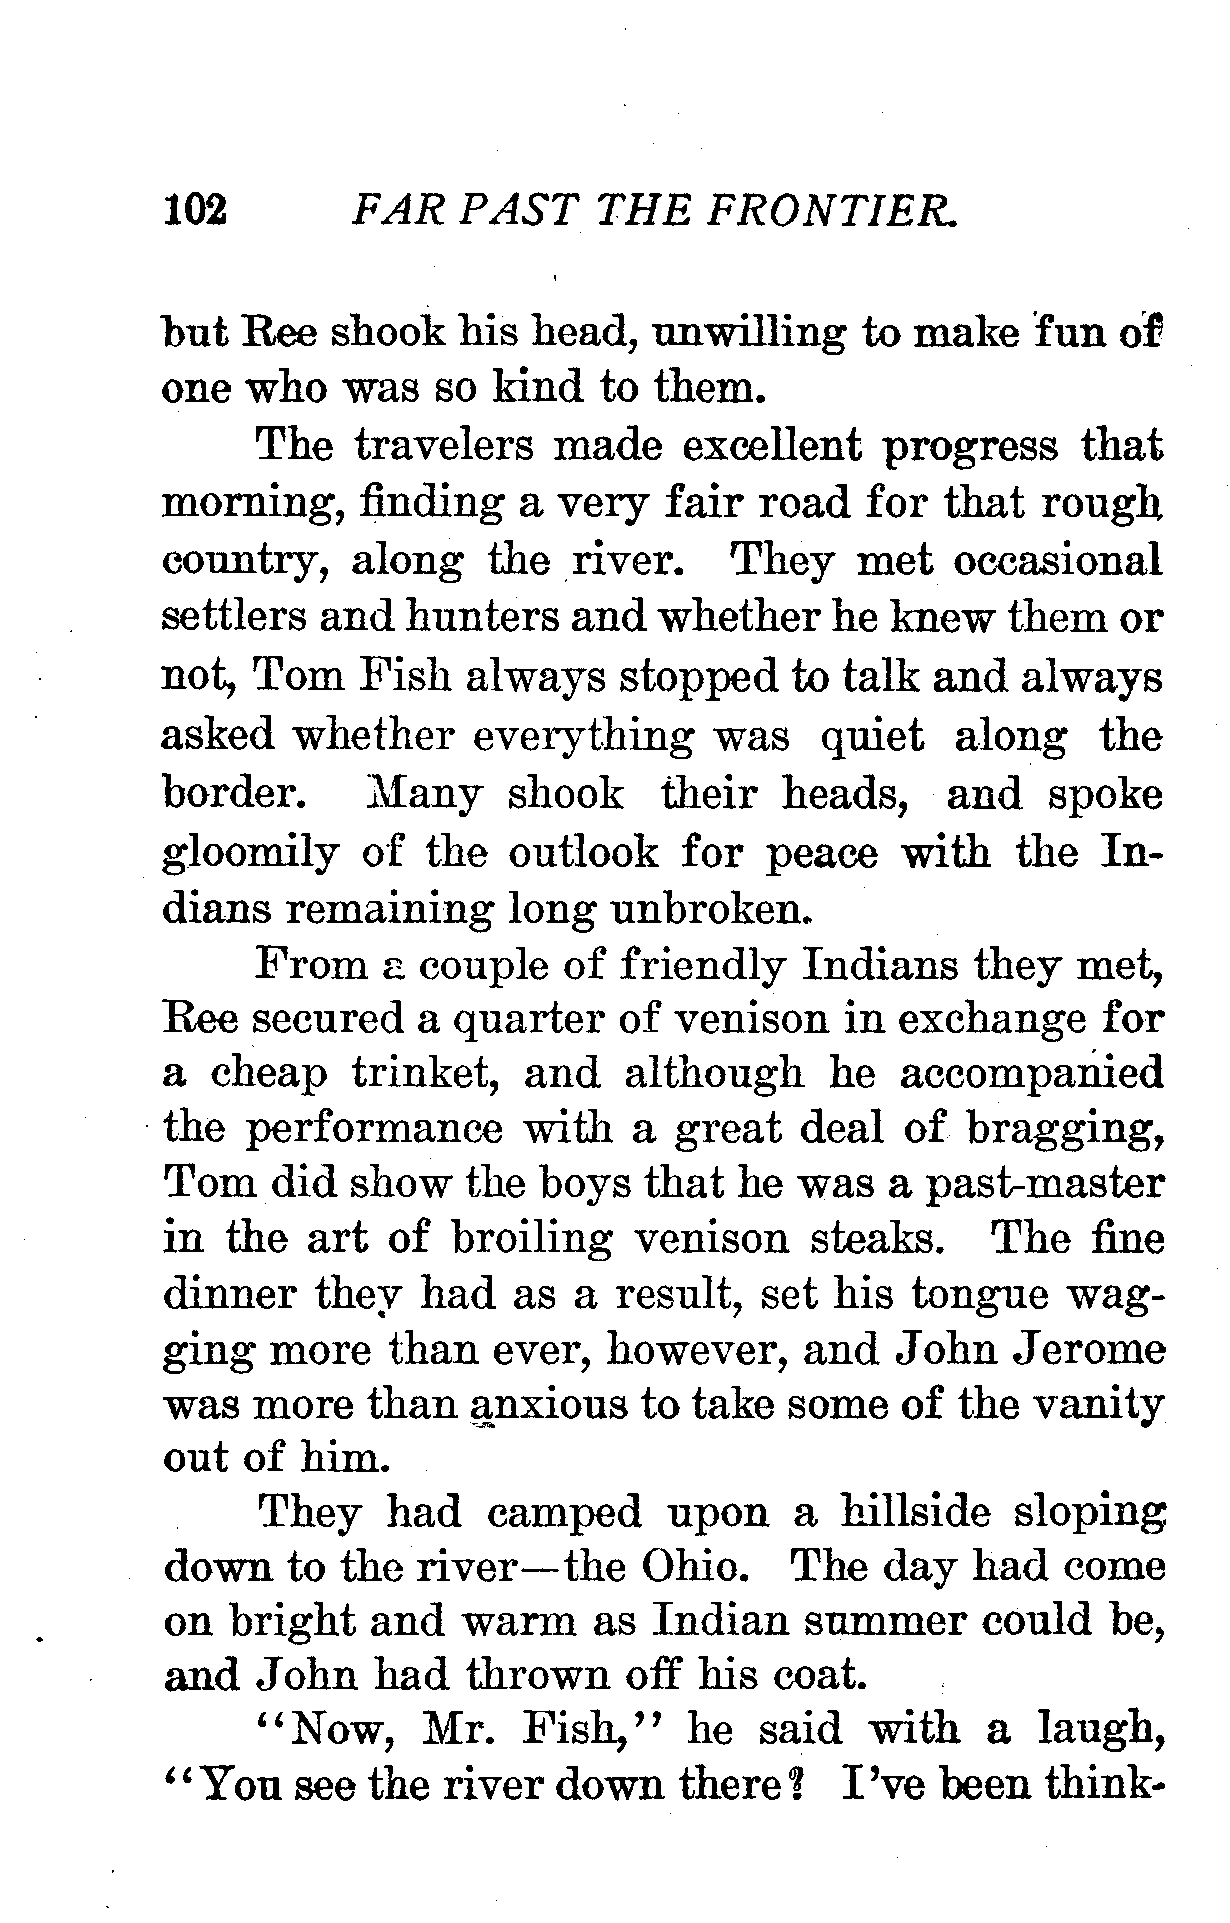 102 FAR PAST THE FRONTIER.
but Ree shook his head, unwilling to make fun of
one who was so kind to them.
The travelers made excellent progress that
morning, finding a very fair road for that rough
country, along the river. They met occasional
settlers and hunters and whether he knew them or
not, Tom Fish always stopped to talk and always
asked whether everything was quiet along the
border. Many shook their heads, and spoke
gloomily of the outlook for peace with the In-
dians remaining long unbroken.
From a couple of friendly Indians they met,
Ree secured a quarter of venison in exchange for
a cheap trinket, and although he accompanied
the performance with a great deal of bragging,
Tom did show the boys that he was a past-master
in the art of broiling venison steaks. The fine
dinner they had as a result, set his tongue wag-
ging more than ever, however, and John Jerome
was more than anxious to take some of the vanity
out of him.
They had camped upon a hillside sloping
down to the river—the Ohio. The day had come
on bright and warm as Indian summer could be,
and John had thrown off his coat.
"Now, Mr. Fish," he said with a laugh,
"You see the river down there? I've been think-